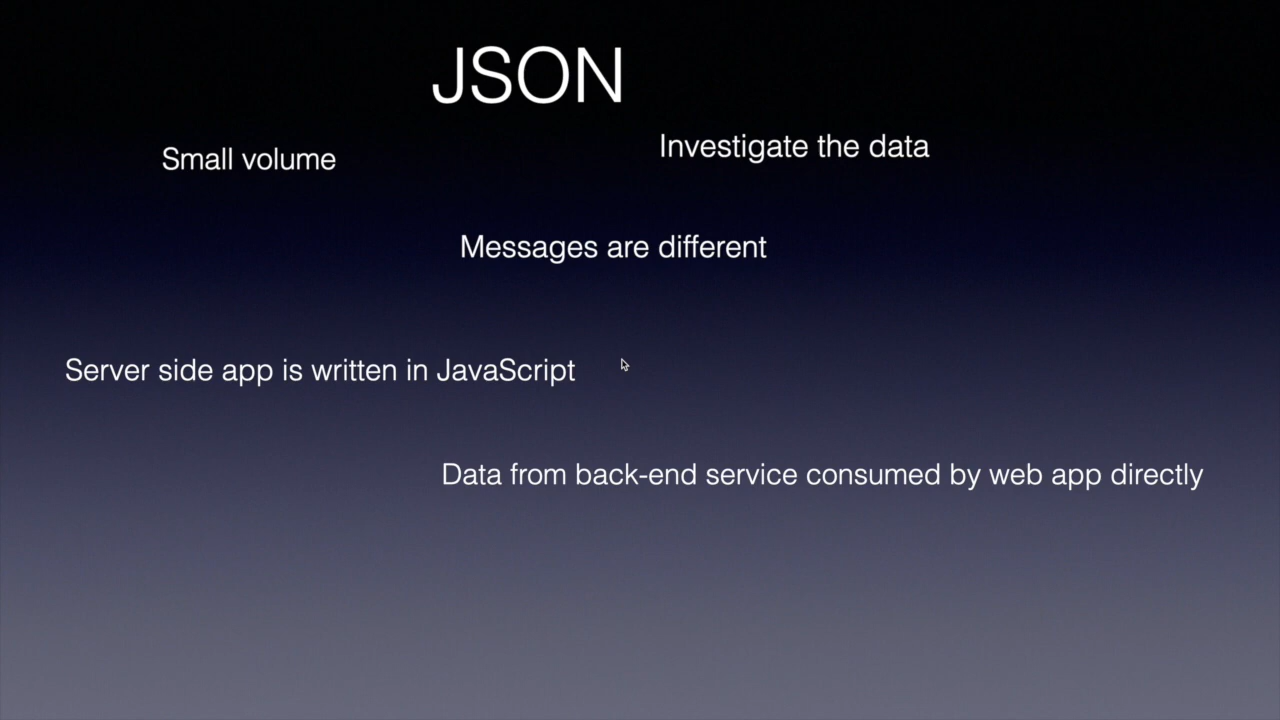 JSON
Small volume
Investigate the data
Messages are different
Server side app is written in JavaScript
Data from back-end service consumed by web app directly